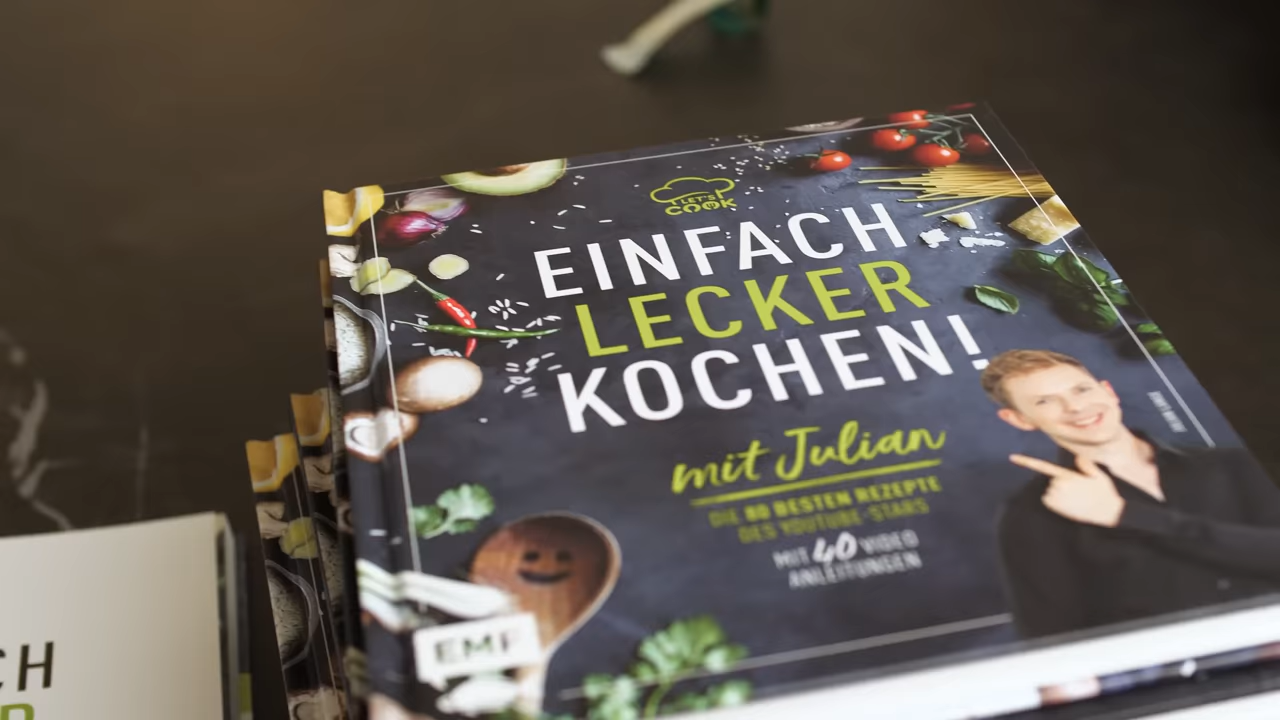 LET'S
COOK
EINFACH
LECKER
KOCHEN!
mit Julian
DIE 80 BESTEN REZEPTE
DES YOUTUBE-STARS
MIT 40 VIDEO
ANLEITUNGEN
EMF
CH